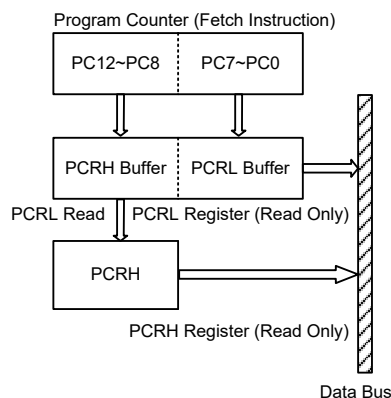 Program Counter (Fetch Instruction)
PC12~PC8 PC7~PC0
PCRH Buffer PCRL Buffer
PCRL Read PCRL Register (Read Only)
PCRH
PCRH Register (Read Only)
Data Bus